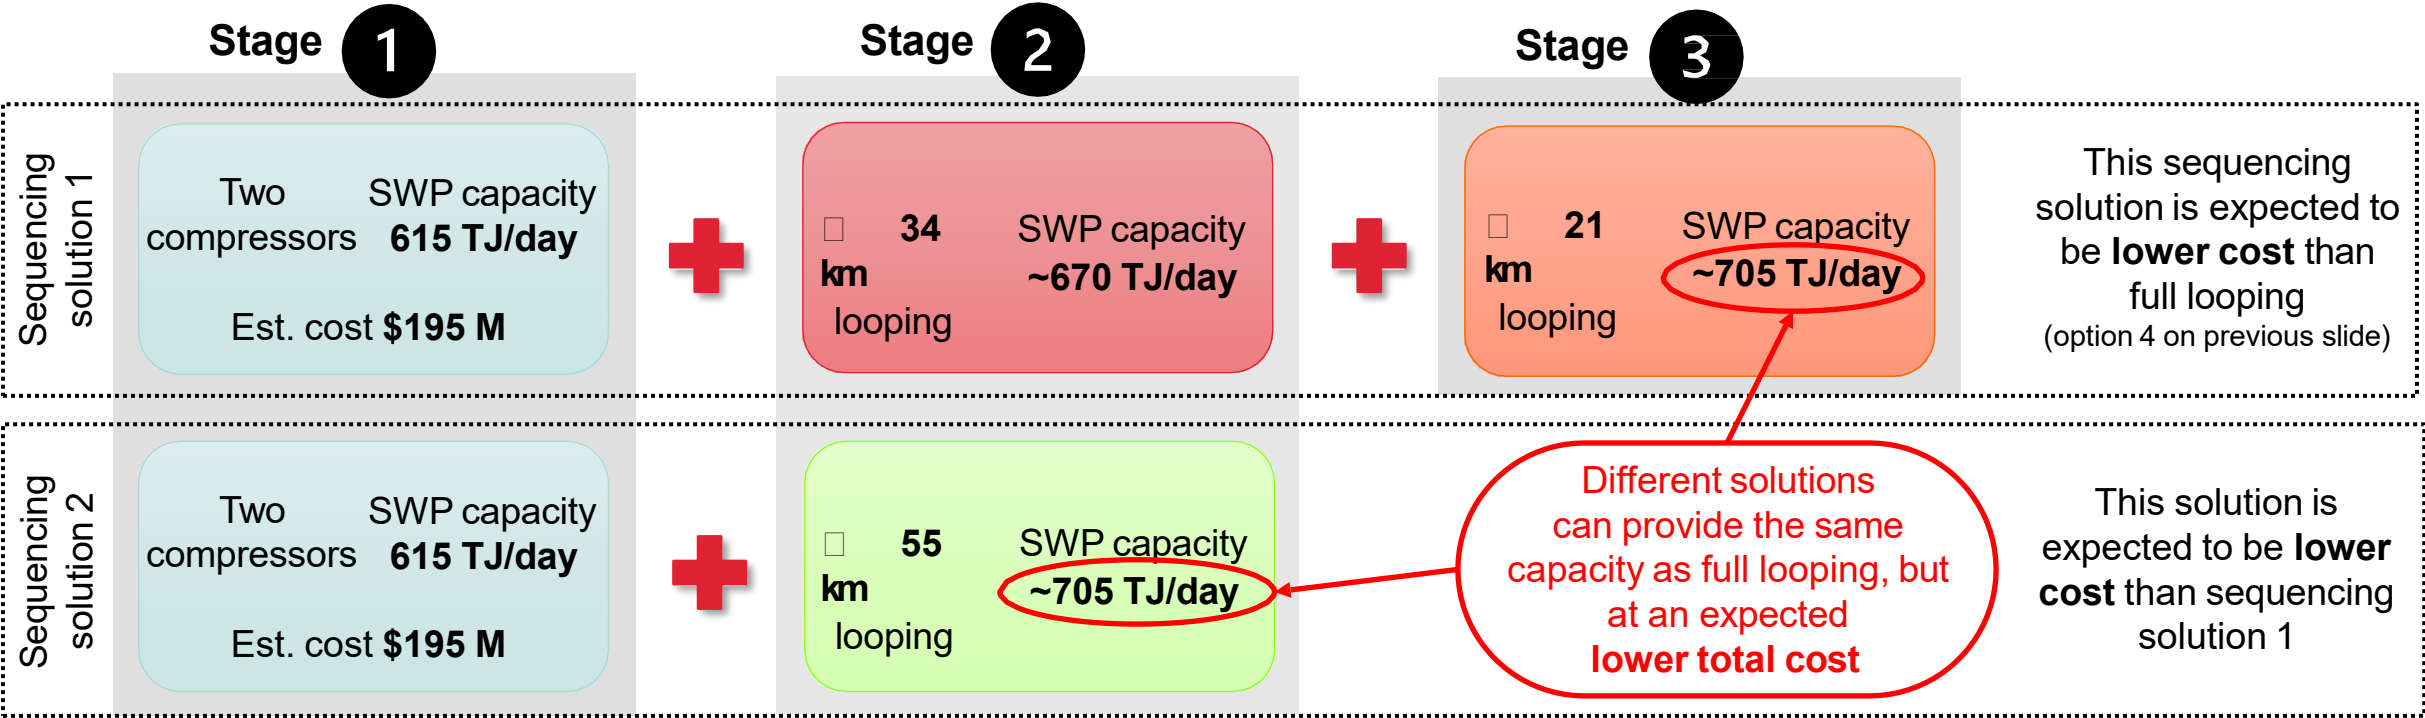 Stage 1
Stage 2
Stage 3
Sequencing
solution 1
Two
compressors
SWP capacity
615 TJ/day
Est. cost $195 M
34
km
looping
SWP capacity
~670 TJ/day
21
km
looping
SWP capacity
~705 TJ/day
This sequencing
solution is expected to
be lower cost than
full looping
(option 4 on previous slide)
Sequencing
solution 2
Two
compressors
SWP capacity
615 TJ/day
Est. cost $195 M
55
km
looping
SWP capacity
~705 TJ/day
Different solutions
can provide the same
capacity as full looping, but
at an expected
lower total cost
This solution is
expected to be lower
cost than sequencing
solution 1